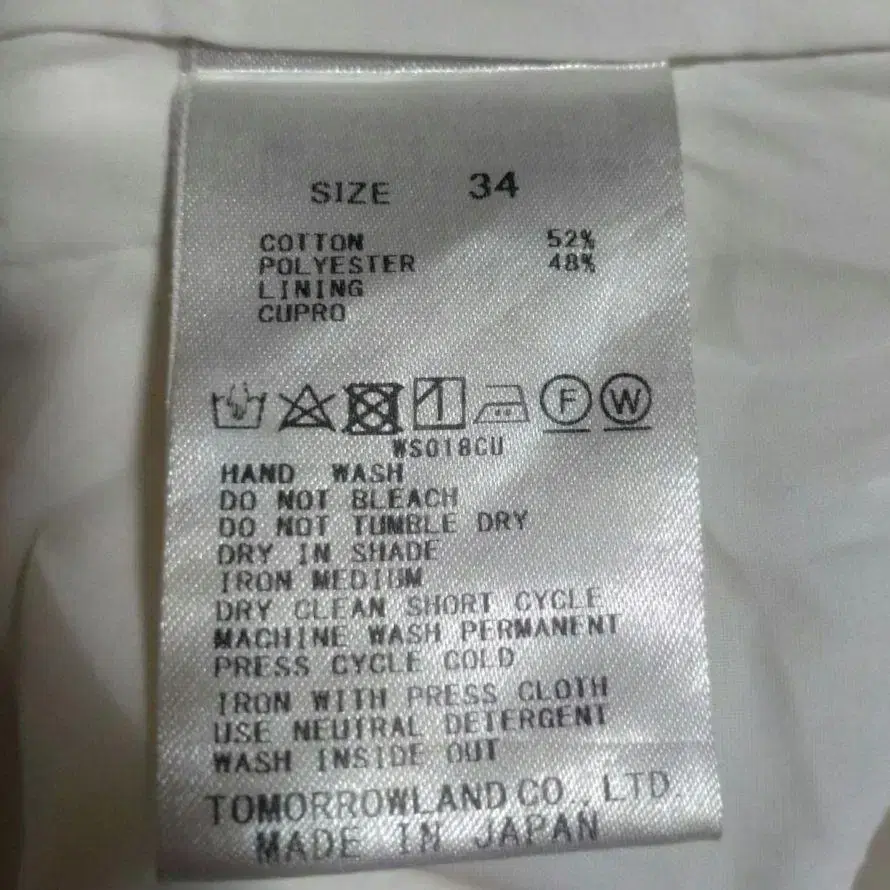 SIZE 34
COTTON 52%
POLYESTER 48%
LINING
CUPRO
F W
WS018CU
HAND WASH
DO NOT BLEACH
DO NOT TUMBLE DRY
DRY IN SHADE
IRON MEDIUM
DRY CLEAN SHORT CYCLE
MACHINE WASH PERMANENT
PRESS CYCLE COLD
IRON WITH PRESS CLOTH
USE NEUTRAL DETERGENT
WASH INSIDE OUT
TOMORROWLAND CO., LTD.
MADE IN JAPAN